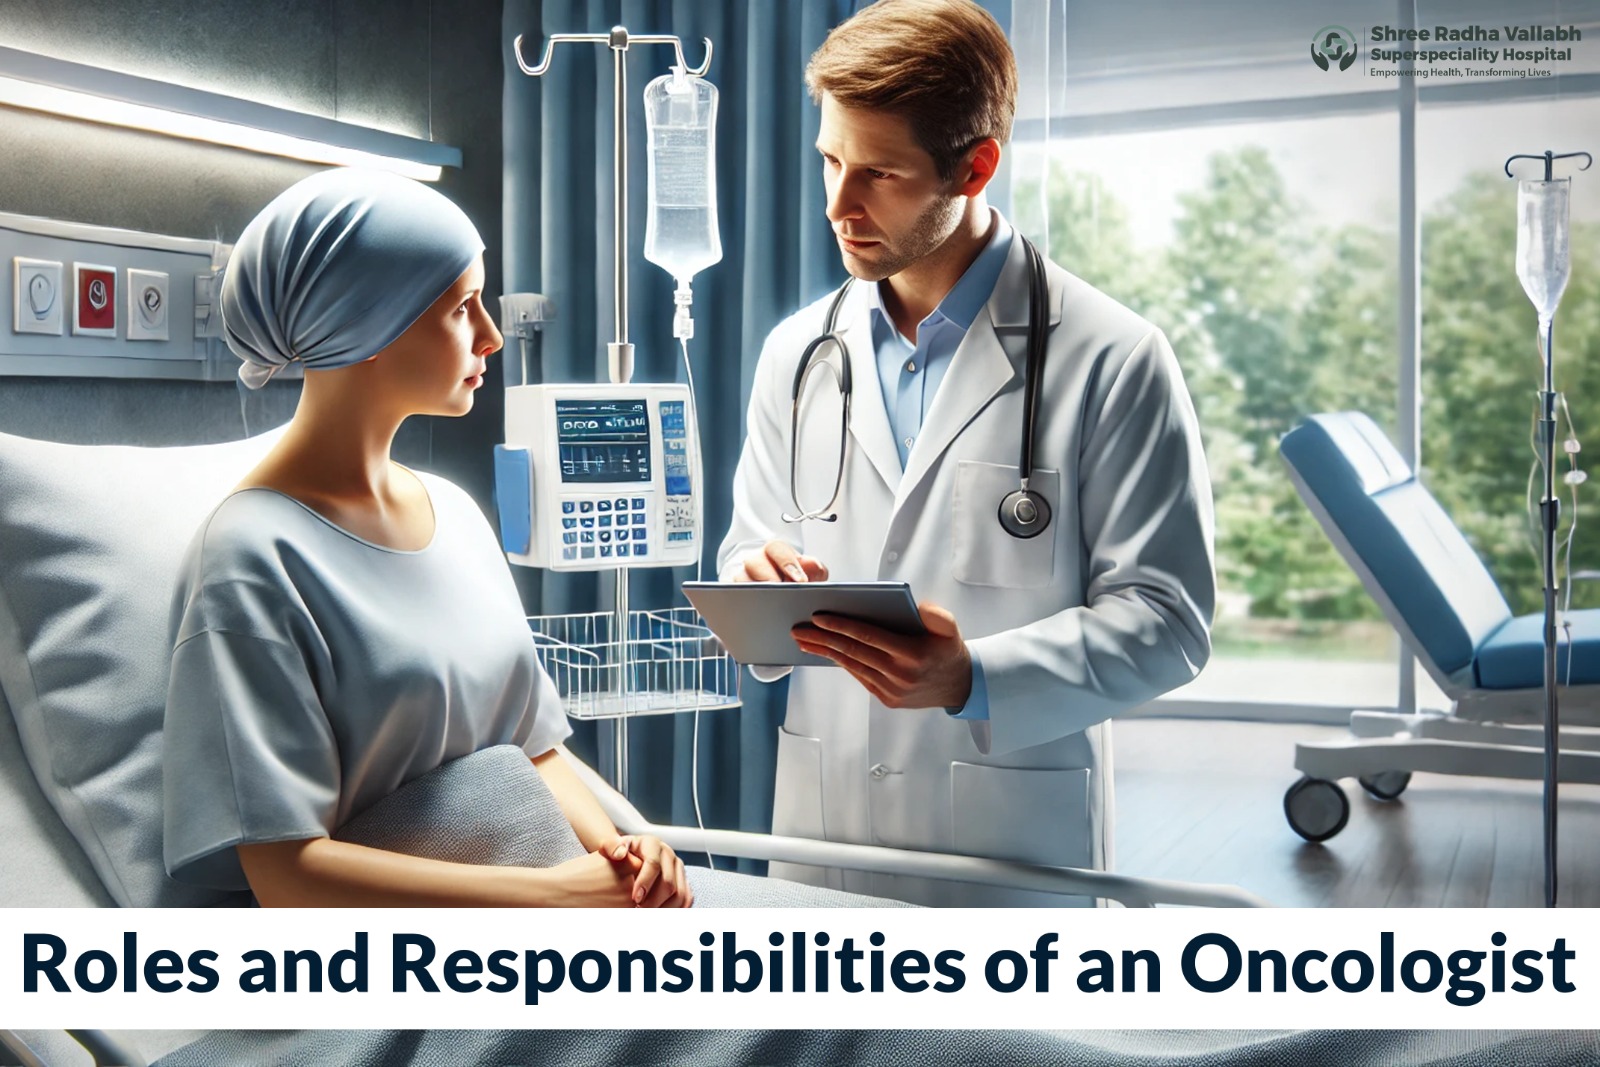 Shree Radha Vallabh
Superspeciality Hospital
Empowering Health, Transforming Lives
Roles and Responsibilities of an Oncologist